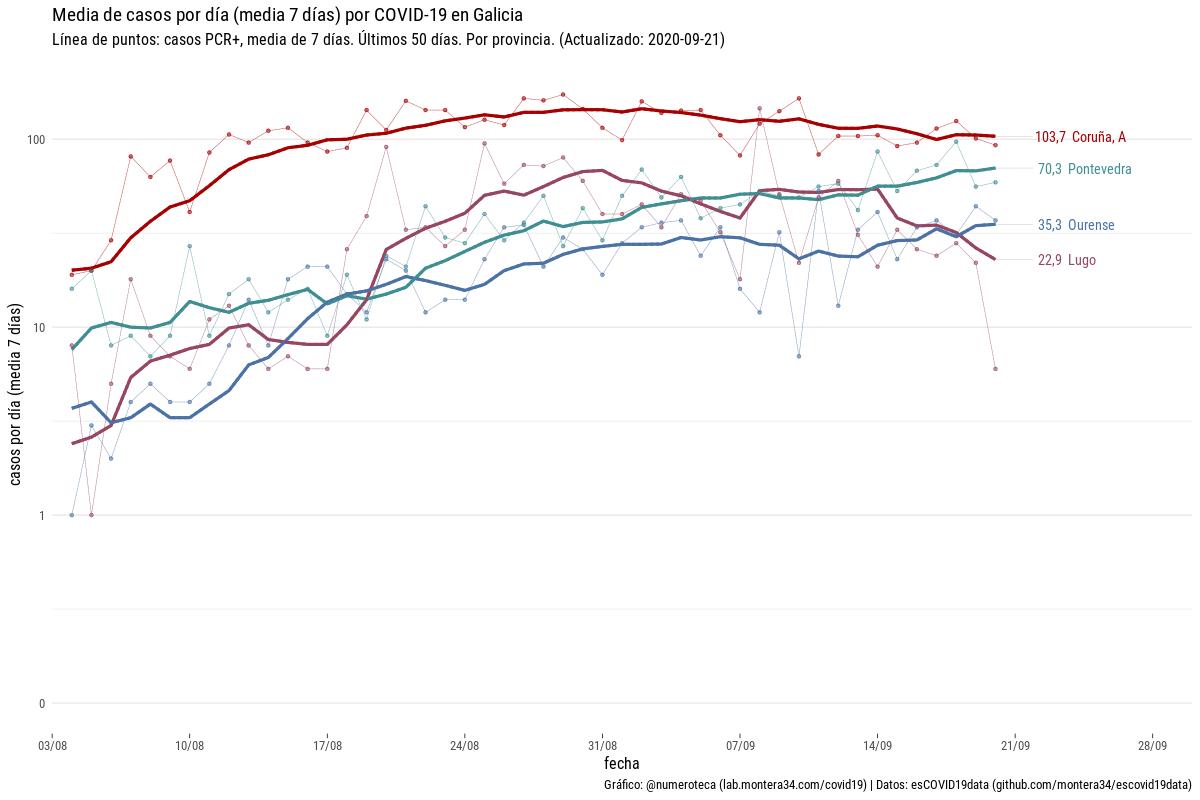 Media de casos por día (media 7 días) por COVID-19 en Galicia
Línea de puntos: casos PCR+, media de 7 días. Últimos 50 días. Por provincia. (Actualizado: 2020-09-21)
casos por día (media 7 días)
100
10
1
0
103,7 Coruña, A
70,3 Pontevedra
35,3 Ourense
22,9 Lugo
03/08
10/08
17/08
24/08
31/08
07/09
14/09
21/09
28/09
fecha
Gráfico: @numeroteca (lab.montera34.com/covid19) | Datos: esCOVID19data (github.com/montera34/escovid19data)